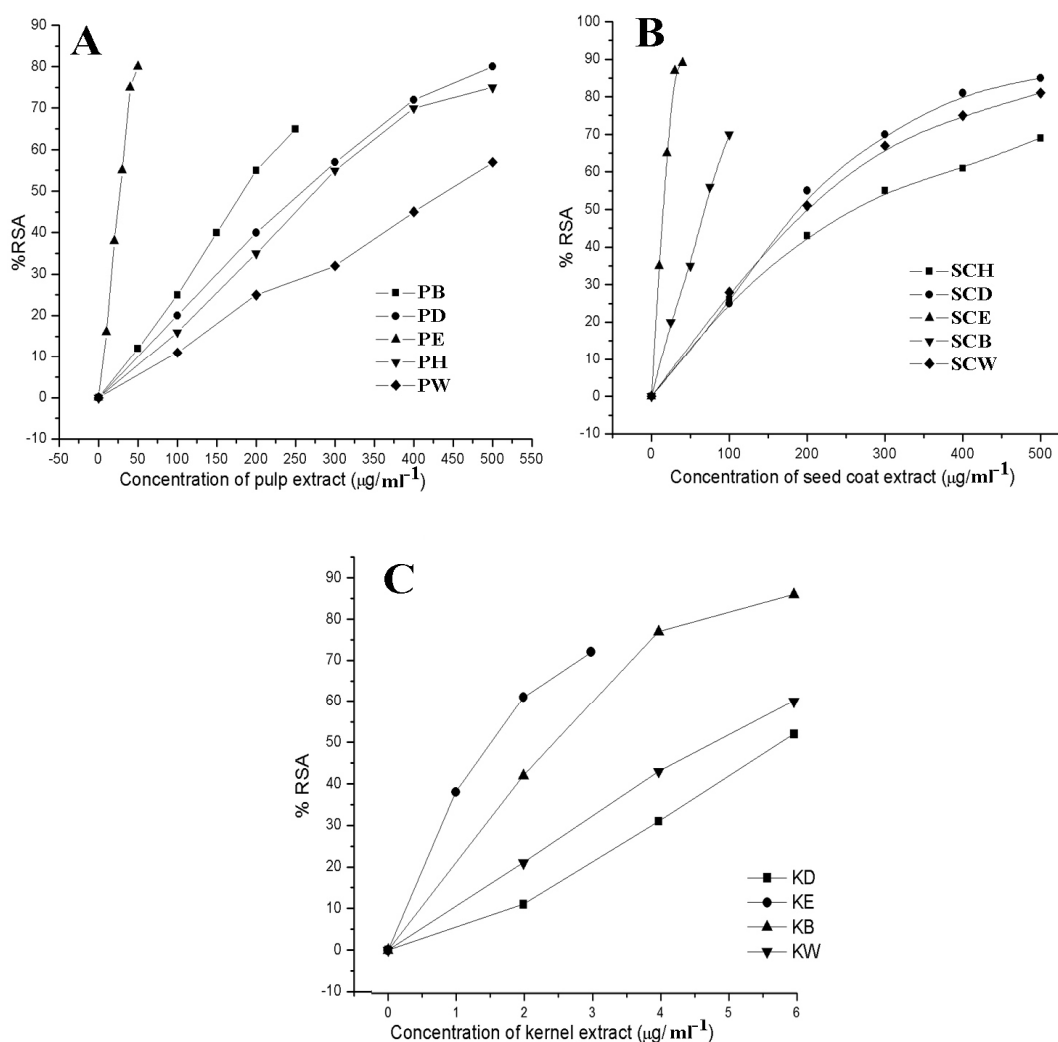 A
%RSA
90
80
70
60
50
40
30
20
10
0
-10
-50 0 50 100 150 200 250 300 350 400 450 500 550
Concentration of pulp extract (μg/ml⁻¹)
PB
PD
PE
PH
PW
B
% RSA
100
90
80
70
60
50
40
30
20
10
0
-10
0 100 200 300 400 500
Concentration of seed coat extract (μg/ml⁻¹)
SCH
SCD
SCE
SCB
SCW
C
% RSA
90
80
70
60
50
40
30
20
10
0
-10
0 1 2 3 4 5 6
Concentration of kernel extract (μg/ml⁻¹)
KD
KE
KB
KW